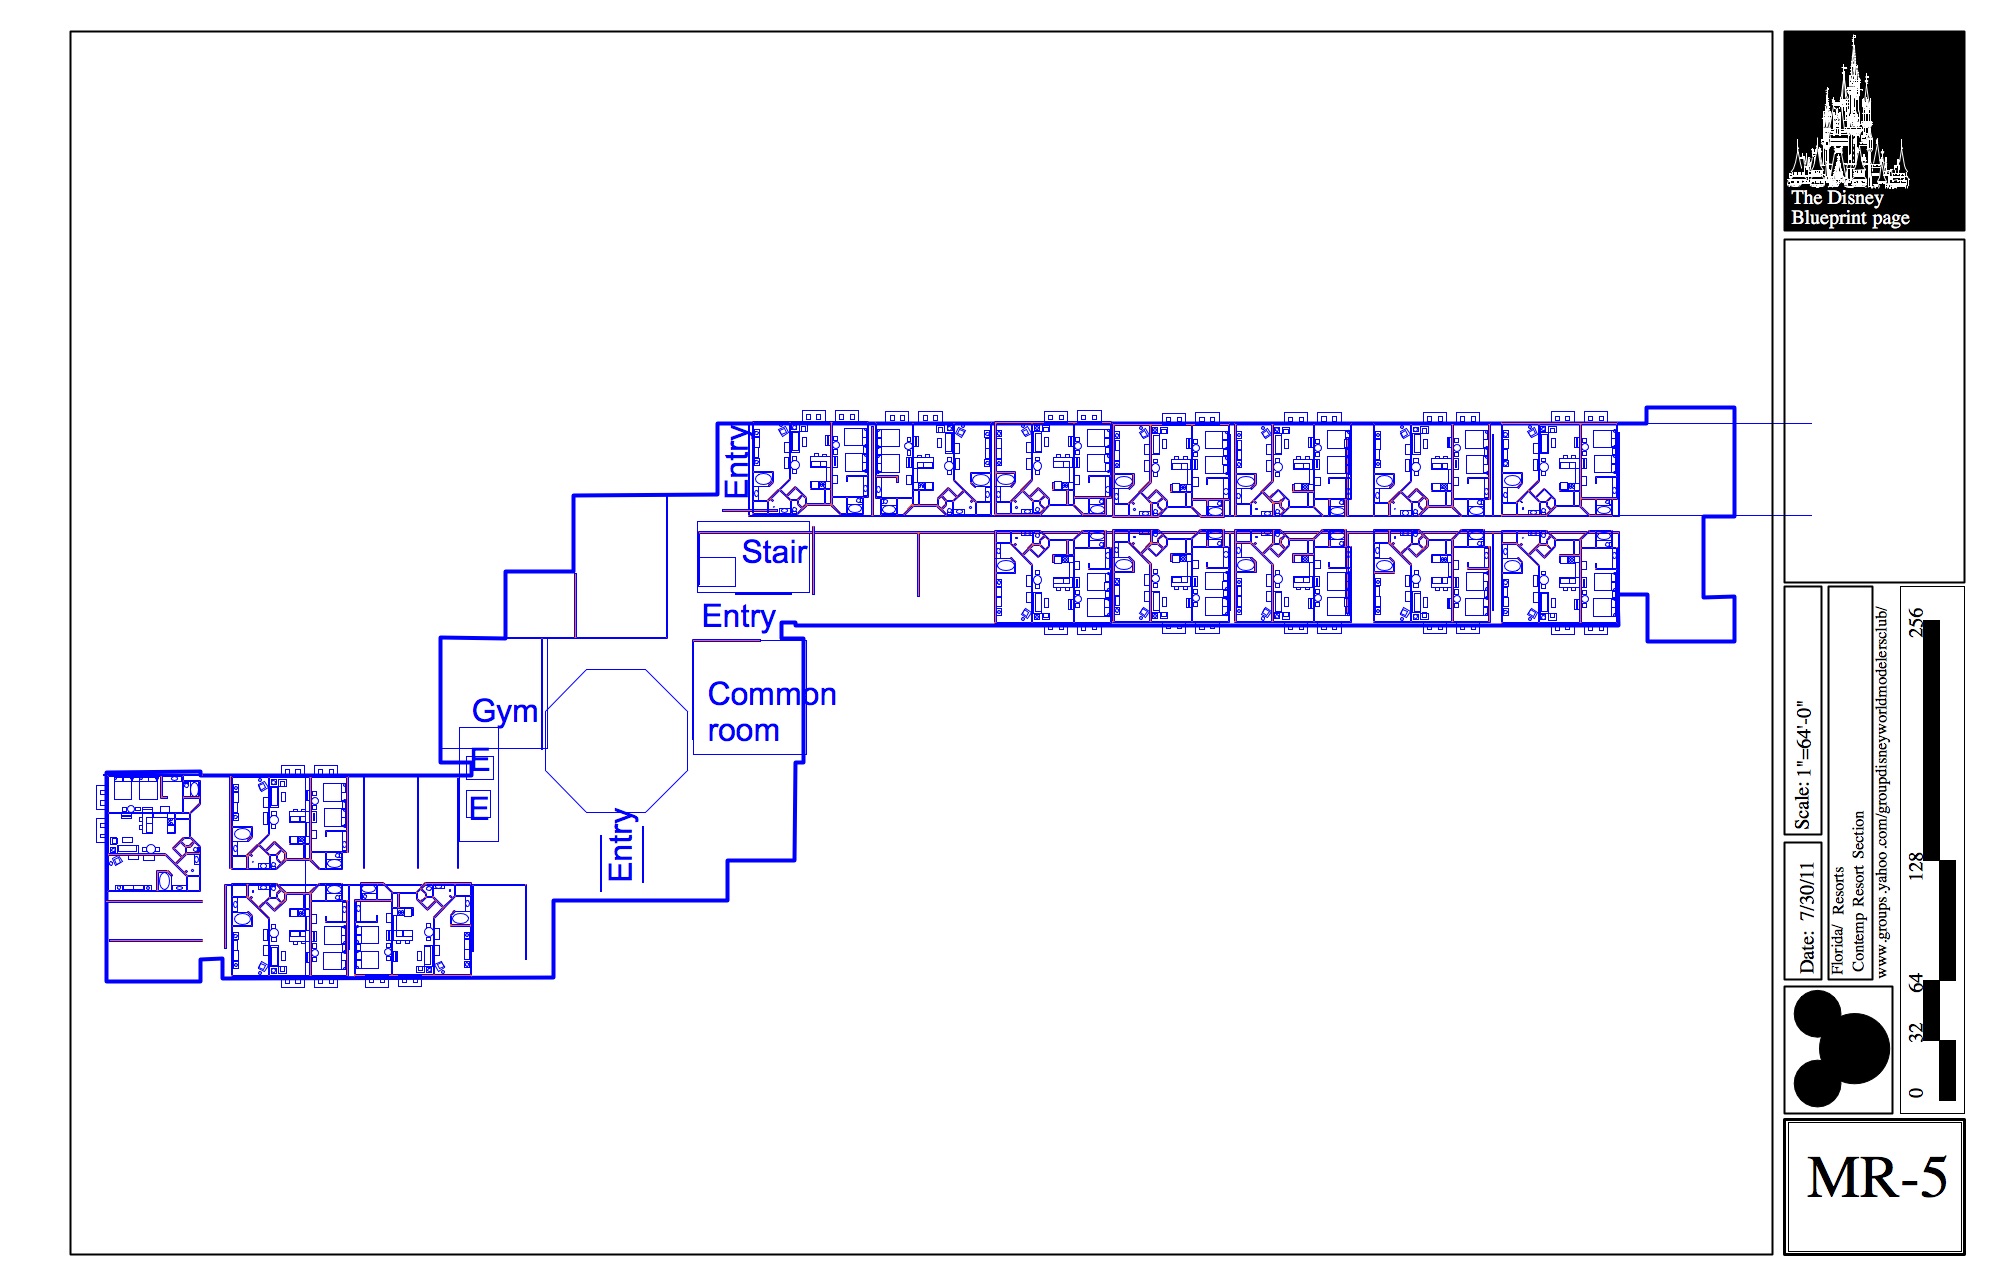 Entry
Stair
Entry
Common
room
Gym
E
E
Entry
The Disney
Blueprint page
Scale: 1"=64'-0"
Date: 7/30/11
Florida/ Resorts
Contemp Resort Section
www.groups.yahoo.com/groupdisneyworldmodelersclub/
256
128
64
32
0
MR-5